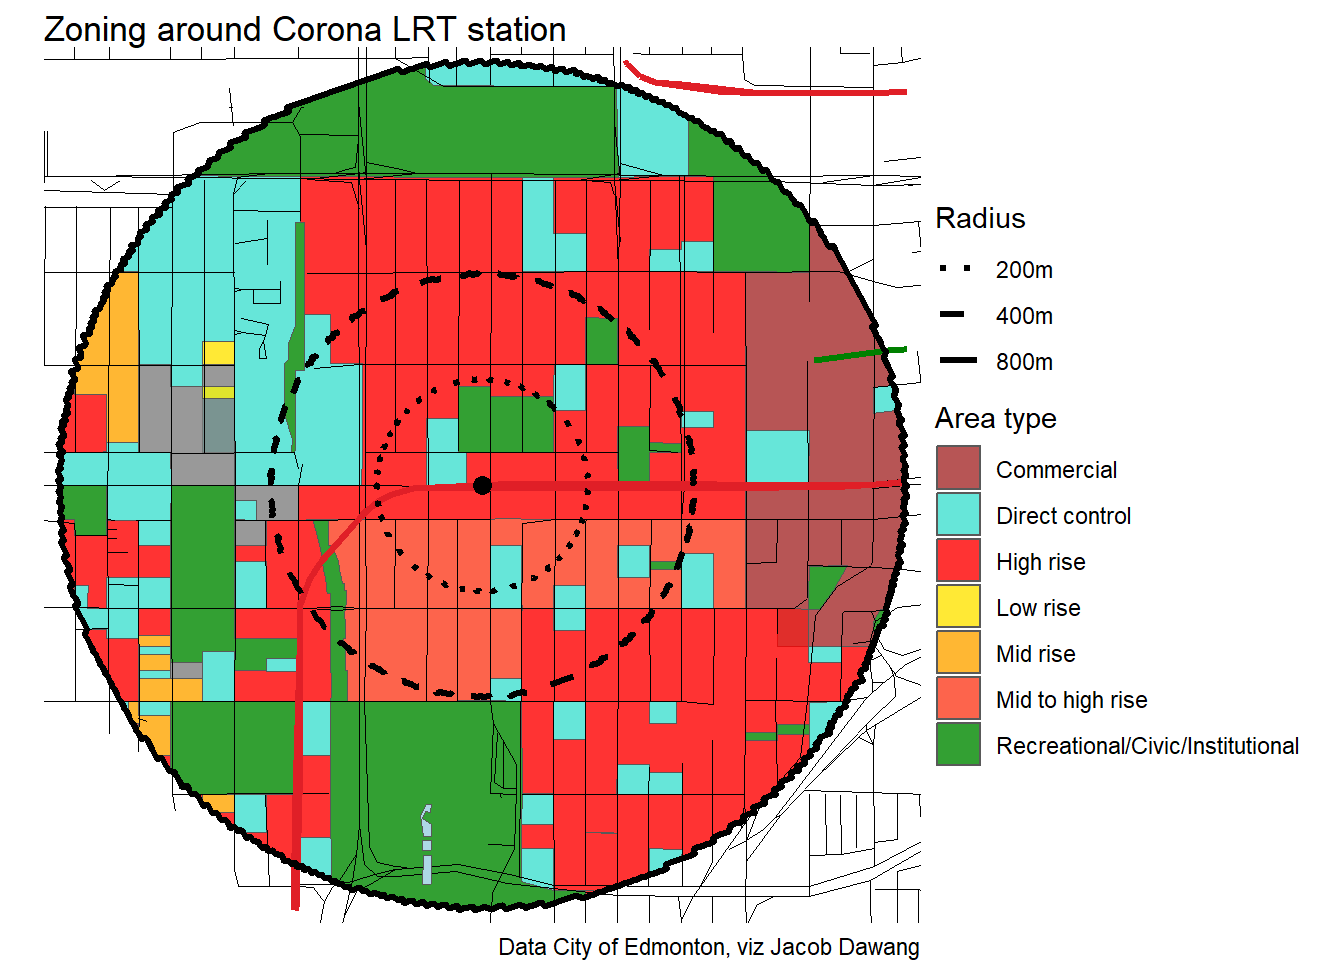 Zoning around Corona LRT station
Radius
200m
400m
800m
Area type
Commercial
Direct control
High rise
Low rise
Mid rise
Mid to high rise
Recreational/Civic/Institutional
Data City of Edmonton, viz Jacob Dawang